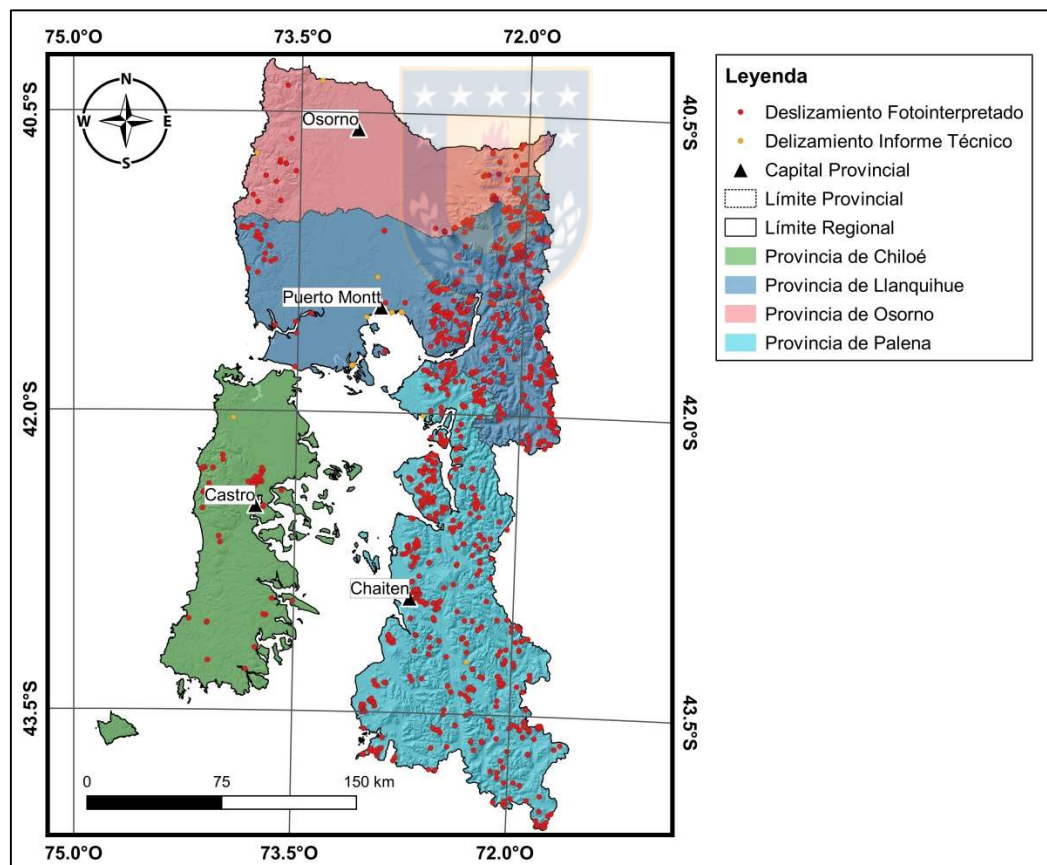 75.0°O 73.5°O 72.0°O
N
W E
S
40.5°S 40.5°S
Osorno
Puerto Montt
42.0°S 42.0°S
Castro
Chaiten
43.5°S 43.5°S
0 75 150 km
75.0°O 73.5°O 72.0°O
Leyenda
Deslizamiento Fotointerpretado
Delizamiento Informe Técnico
Capital Provincial
Límite Provincial
Límite Regional
Provincia de Chiloé
Provincia de Llanquihue
Provincia de Osorno
Provincia de Palena